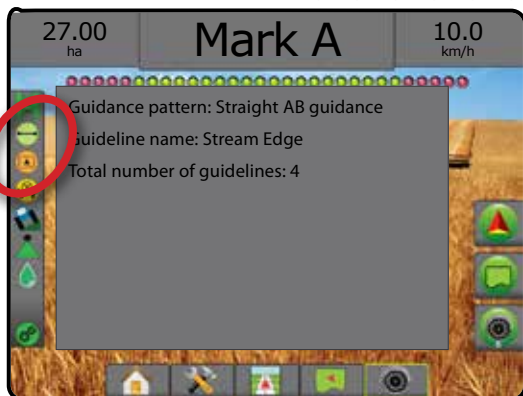 27.00
ha
Mark A
10.0
km/h
Guidance pattern: Straight AB guidance
Guideline name: Stream Edge
Total number of guidelines: 4